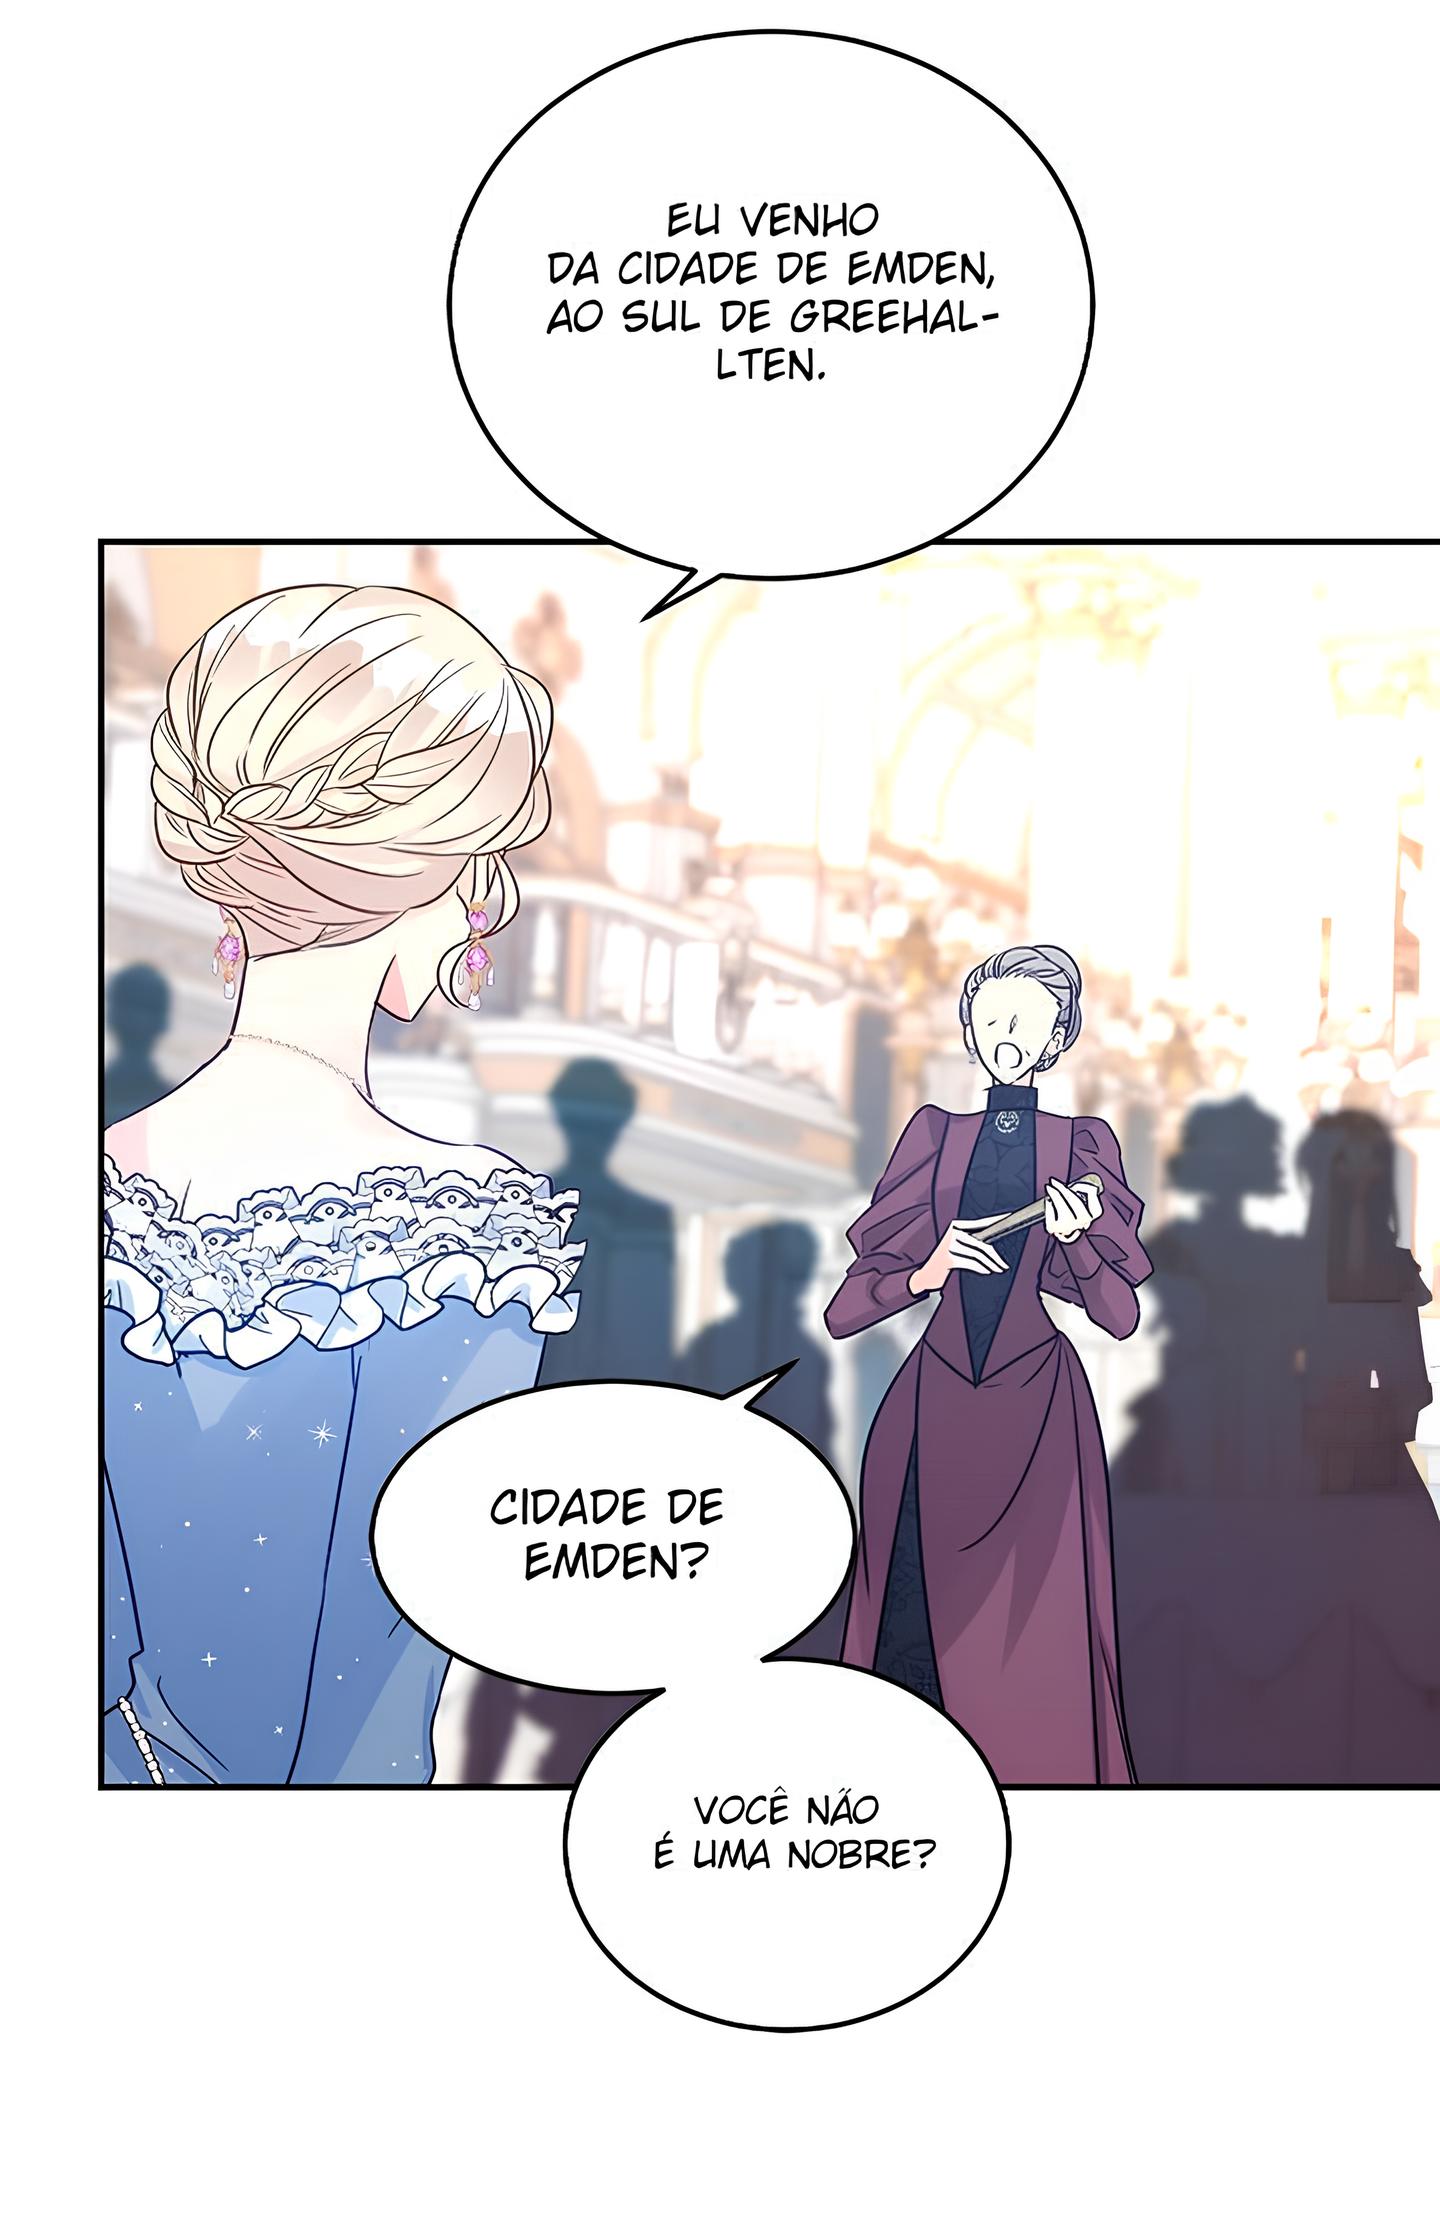 EU VENHO
DA CIDADE DE EMDEN,
AO SUL DE GREEHAL-
LTEN.
CIDADE DE
EMDEN?
VOCÊ NÃO
É UMA NOBRE?